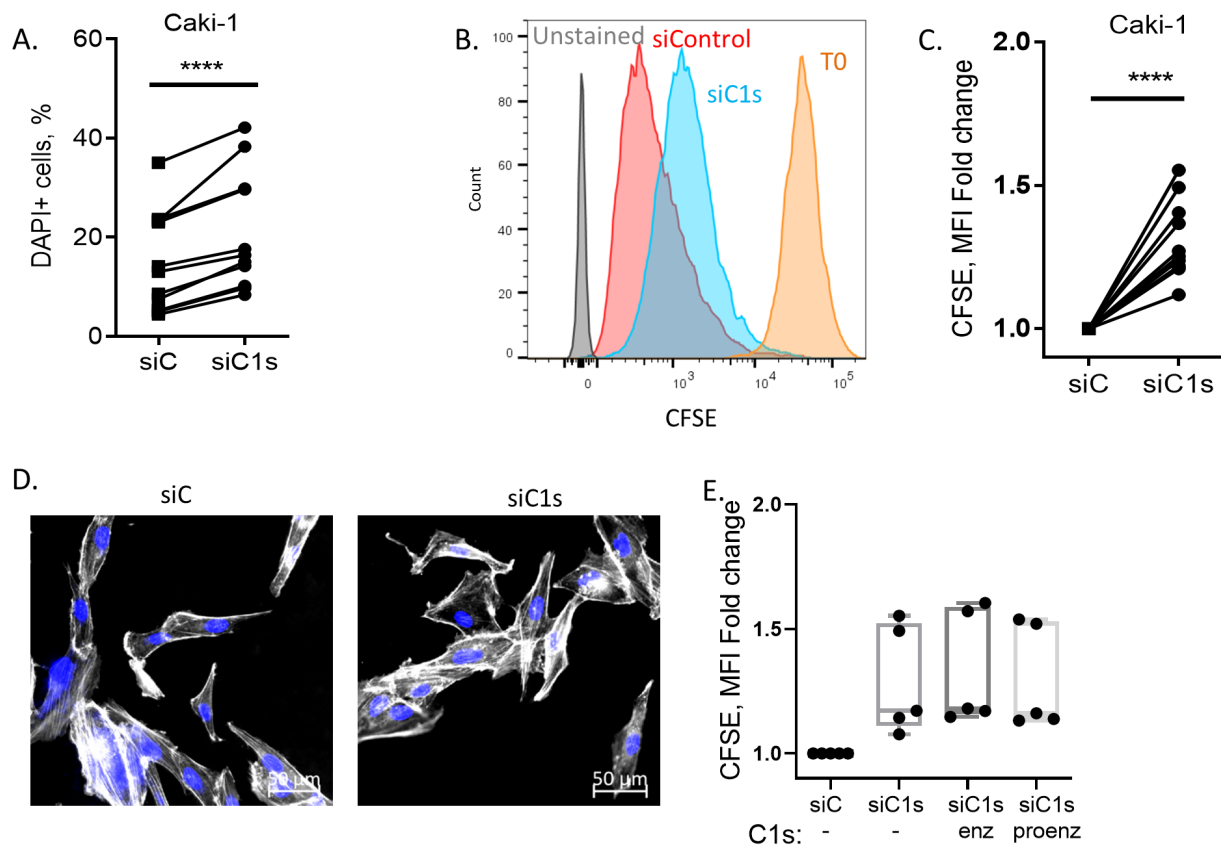 A.
Caki-1
DAPI+ cells, %
60
40
20
0
****
siC
siC1s
B.
Unstained
siControl
siC1s
T0
Count
100
80
60
40
20
0
0
10³
10⁴
10⁵
CFSE
C.
Caki-1
CFSE, MFI Fold change
2.0
1.5
1.0
****
siC
siC1s
D.
siC
siC1s
50 µm
50 µm
E.
CFSE, MFI Fold change
2.0
1.5
1.0
siC siC1s siC1s siC1s
C1s: - - enz proenz